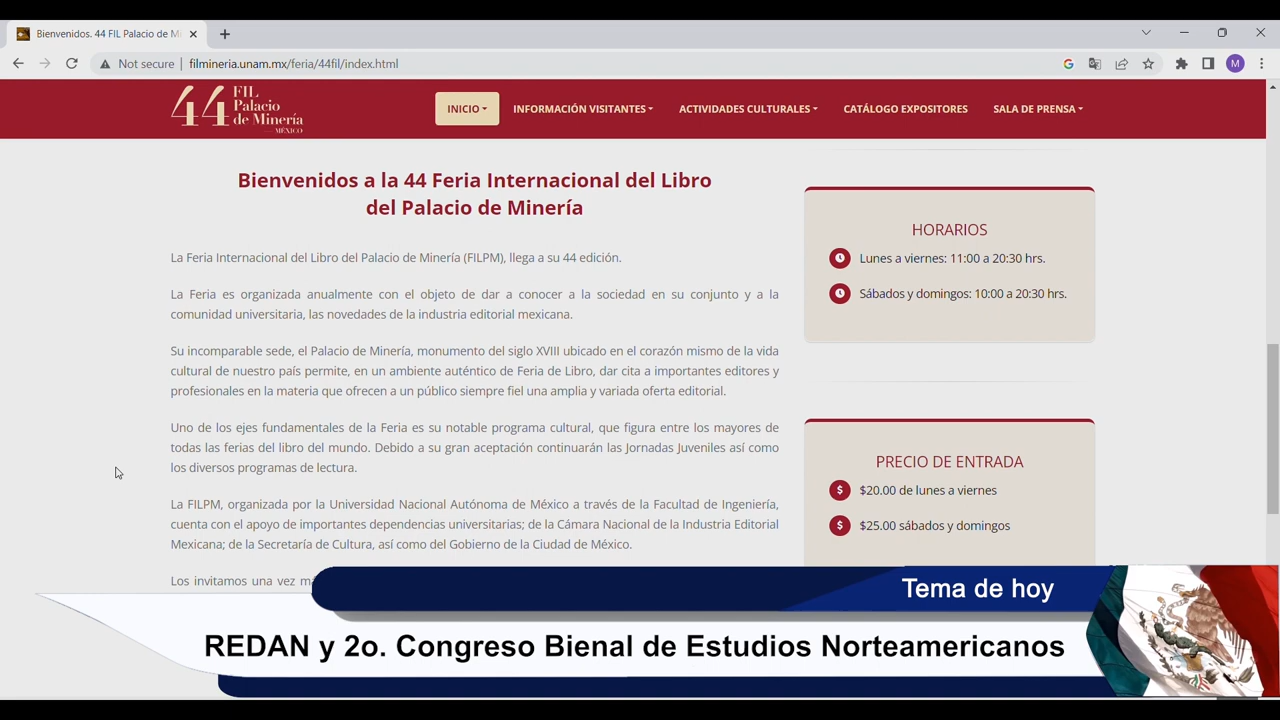 Bienvenidos. 44 FIL Palacio de Mi
Not secure
filmineria.unam.mx/feria/44fil/index.html
M
44 FIL
Palacio
de Minería
MÉXICO
INICIO
INFORMACIÓN VISITANTES
ACTIVIDADES CULTURALES
CATÁLOGO EXPOSITORES
SALA DE PRENSA
Bienvenidos a la 44 Feria Internacional del Libro
del Palacio de Minería
La Feria Internacional del Libro del Palacio de Minería (FILPM), llega a su 44 edición.
La Feria es organizada anualmente con el objeto de dar a conocer a la sociedad en su conjunto y a la
comunidad universitaria, las novedades de la industria editorial mexicana.
Su incomparable sede, el Palacio de Minería, monumento del siglo XVIII ubicado en el corazón mismo de la vida
cultural de nuestro país permite, en un ambiente auténtico de Feria de Libro, dar cita a importantes editores y
profesionales en la materia que ofrecen a un público siempre fiel una amplia y variada oferta editorial.
Uno de los ejes fundamentales de la Feria es su notable programa cultural, que figura entre los mayores de
todas las ferias del libro del mundo. Debido a su gran aceptación continuarán las Jornadas Juveniles así como
los diversos programas de lectura.
La FILPM, organizada por la Universidad Nacional Autónoma de México a través de la Facultad de Ingeniería,
cuenta con el apoyo de importantes dependencias universitarias; de la Cámara Nacional de la Industria Editorial
Mexicana; de la Secretaría de Cultura, así como del Gobierno de la Ciudad de México.
Los invitamos una vez
HORARIOS
Lunes a viernes: 11:00 a 20:30 hrs.
Sábados y domingos: 10:00 a 20:30 hrs.
PRECIO DE ENTRADA
$20.00 de lunes a viernes
$25.00 sábados y domingos
Tema de hoy
REDAN y 2o. Congreso Bienal de Estudios Norteamericanos